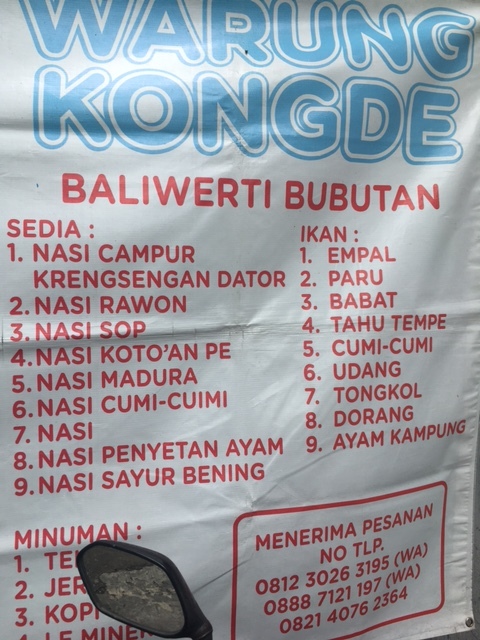 WARUNG
KONGDE
BALIWERTI BUBUTAN
SEDIA :
1. NASI CAMPUR
KRENGSENGAN DATOR
2. NASI RAWON
3. NASI SOP
4. NASI KOTO'AN PE
5. NASI MADURA
6. NASI CUMI-CUIMI
7. NASI
8. NASI PENYETAN AYAM
9. NASI SAYUR BENING
IKAN :
1. EMPAL
2. PARU
3. BABAT
4. TAHU TEMPE
5. CUMI-CUMI
6. UDANG
7. TONGKOL
8. DORANG
9. AYAM KAMPUNG
MINUMAN :
1.
2.
3. KOPI
4. LE MINER
MENERIMA PESANAN
NO TLP.
0812 3026 3195 (WA)
0888 7121 197 (WA)
0821 4076 2364